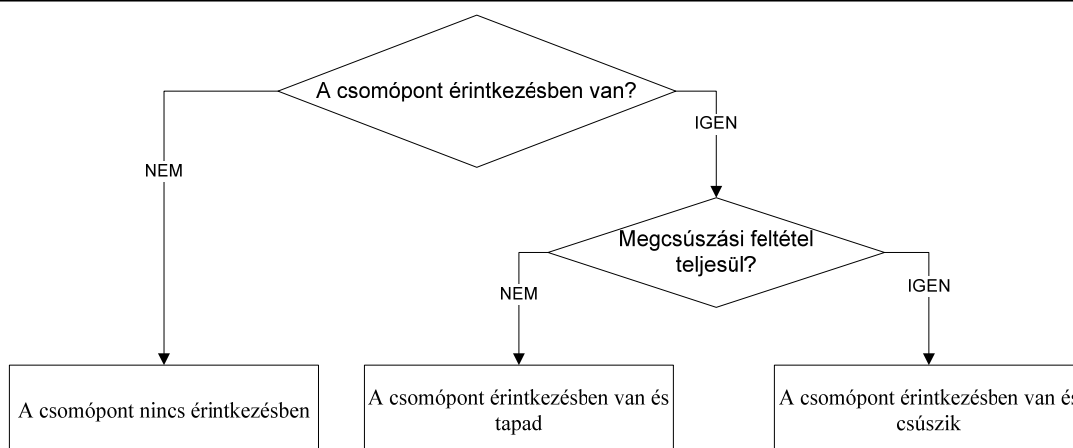 A csomópont érintkezésben van?
IGEN
NEM
Megcsúszási feltétel
teljesül?
NEM
IGEN
A csomópont nincs érintkezésben
A csomópont érintkezésben van és
tapad
A csomópont érintkezésben van és
csúszik